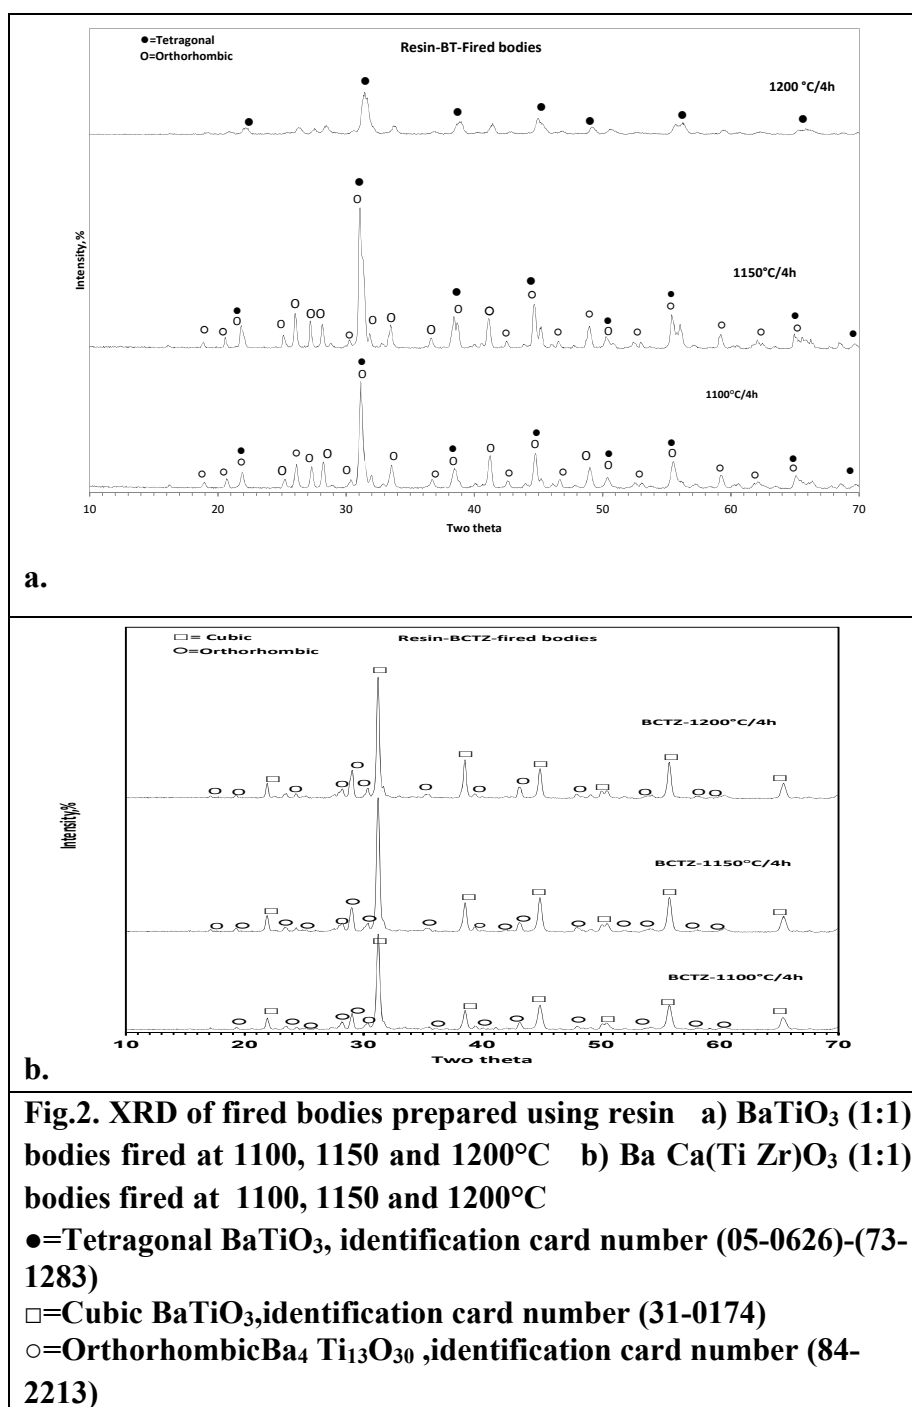 ●=Tetragonal
O=Orthorhombic
Resin-BT-Fired bodies
1200 °C/4h
1150°C/4h
1100°C/4h
Intensity,%
10 20 30 40 50 60 70
Two theta
a.
□= Cubic
○=Orthorhombic
Resin-BCTZ-fired bodies
BCTZ-1200°C/4h
BCTZ-1150°C/4h
BCTZ-1100°C/4h
Intensity,%
10 20 30 40 50 60 70
Two theta
b.
Fig.2. XRD of fired bodies prepared using resin a) BaTiO₃ (1:1)
bodies fired at 1100, 1150 and 1200°C b) Ba Ca(Ti Zr)O₃ (1:1)
bodies fired at 1100, 1150 and 1200°C
●=Tetragonal BaTiO₃, identification card number (05-0626)-(73-
1283)
□=Cubic BaTiO₃,identification card number (31-0174)
○=OrthorhombicBa₄ Ti₁₃O₃₀ ,identification card number (84-
2213)